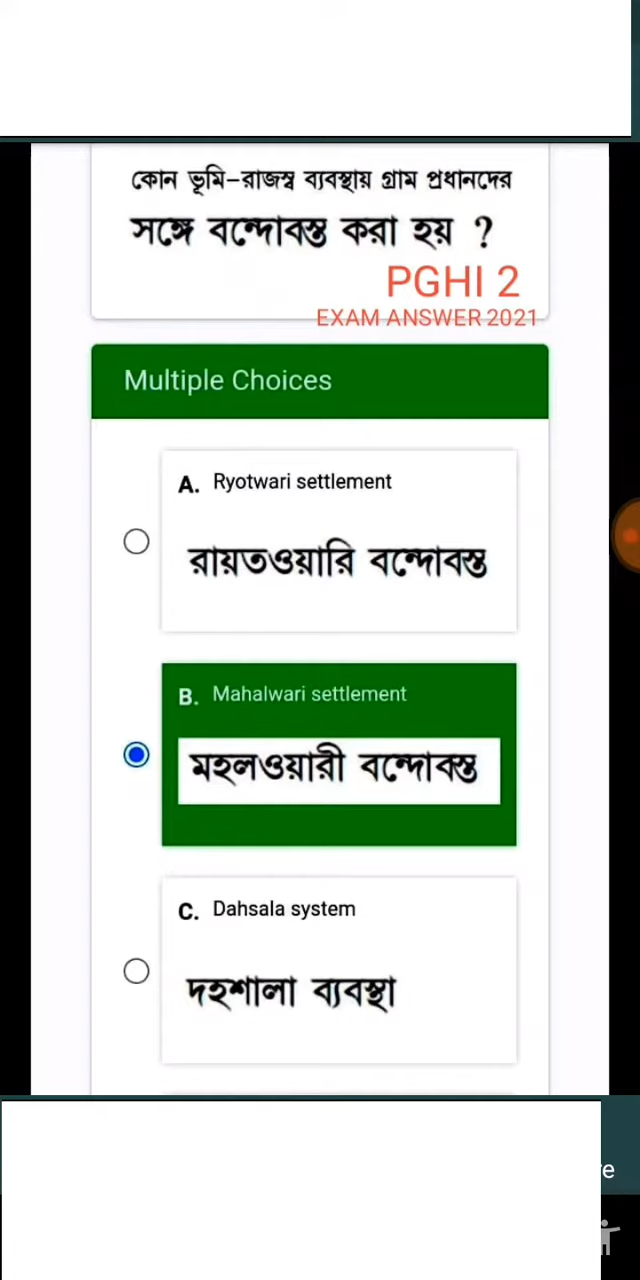 কোন ভূমি-রাজস্ব ব্যবস্থায় গ্রাম প্রধানদের
সঙ্গে বন্দোবস্ত করা হয় ?
PGHI 2
EXAM ANSWER 2021
Multiple Choices
A. Ryotwari settlement
রায়তওয়ারি বন্দোবস্ত
B. Mahalwari settlement
মহলওয়ারী বন্দোবস্ত
C. Dahsala system
দহশালা ব্যবস্থা